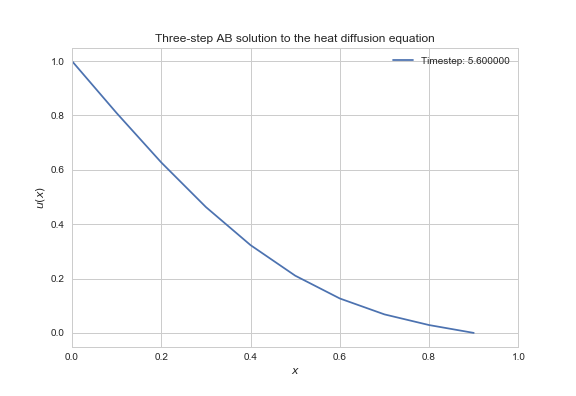 Three-step AB solution to the heat diffusion equation
Timestep: 5.600000
1.0
0.8
0.6
0.4
0.2
0.0
u(x)
0.0 0.2 0.4 0.6 0.8 1.0
x